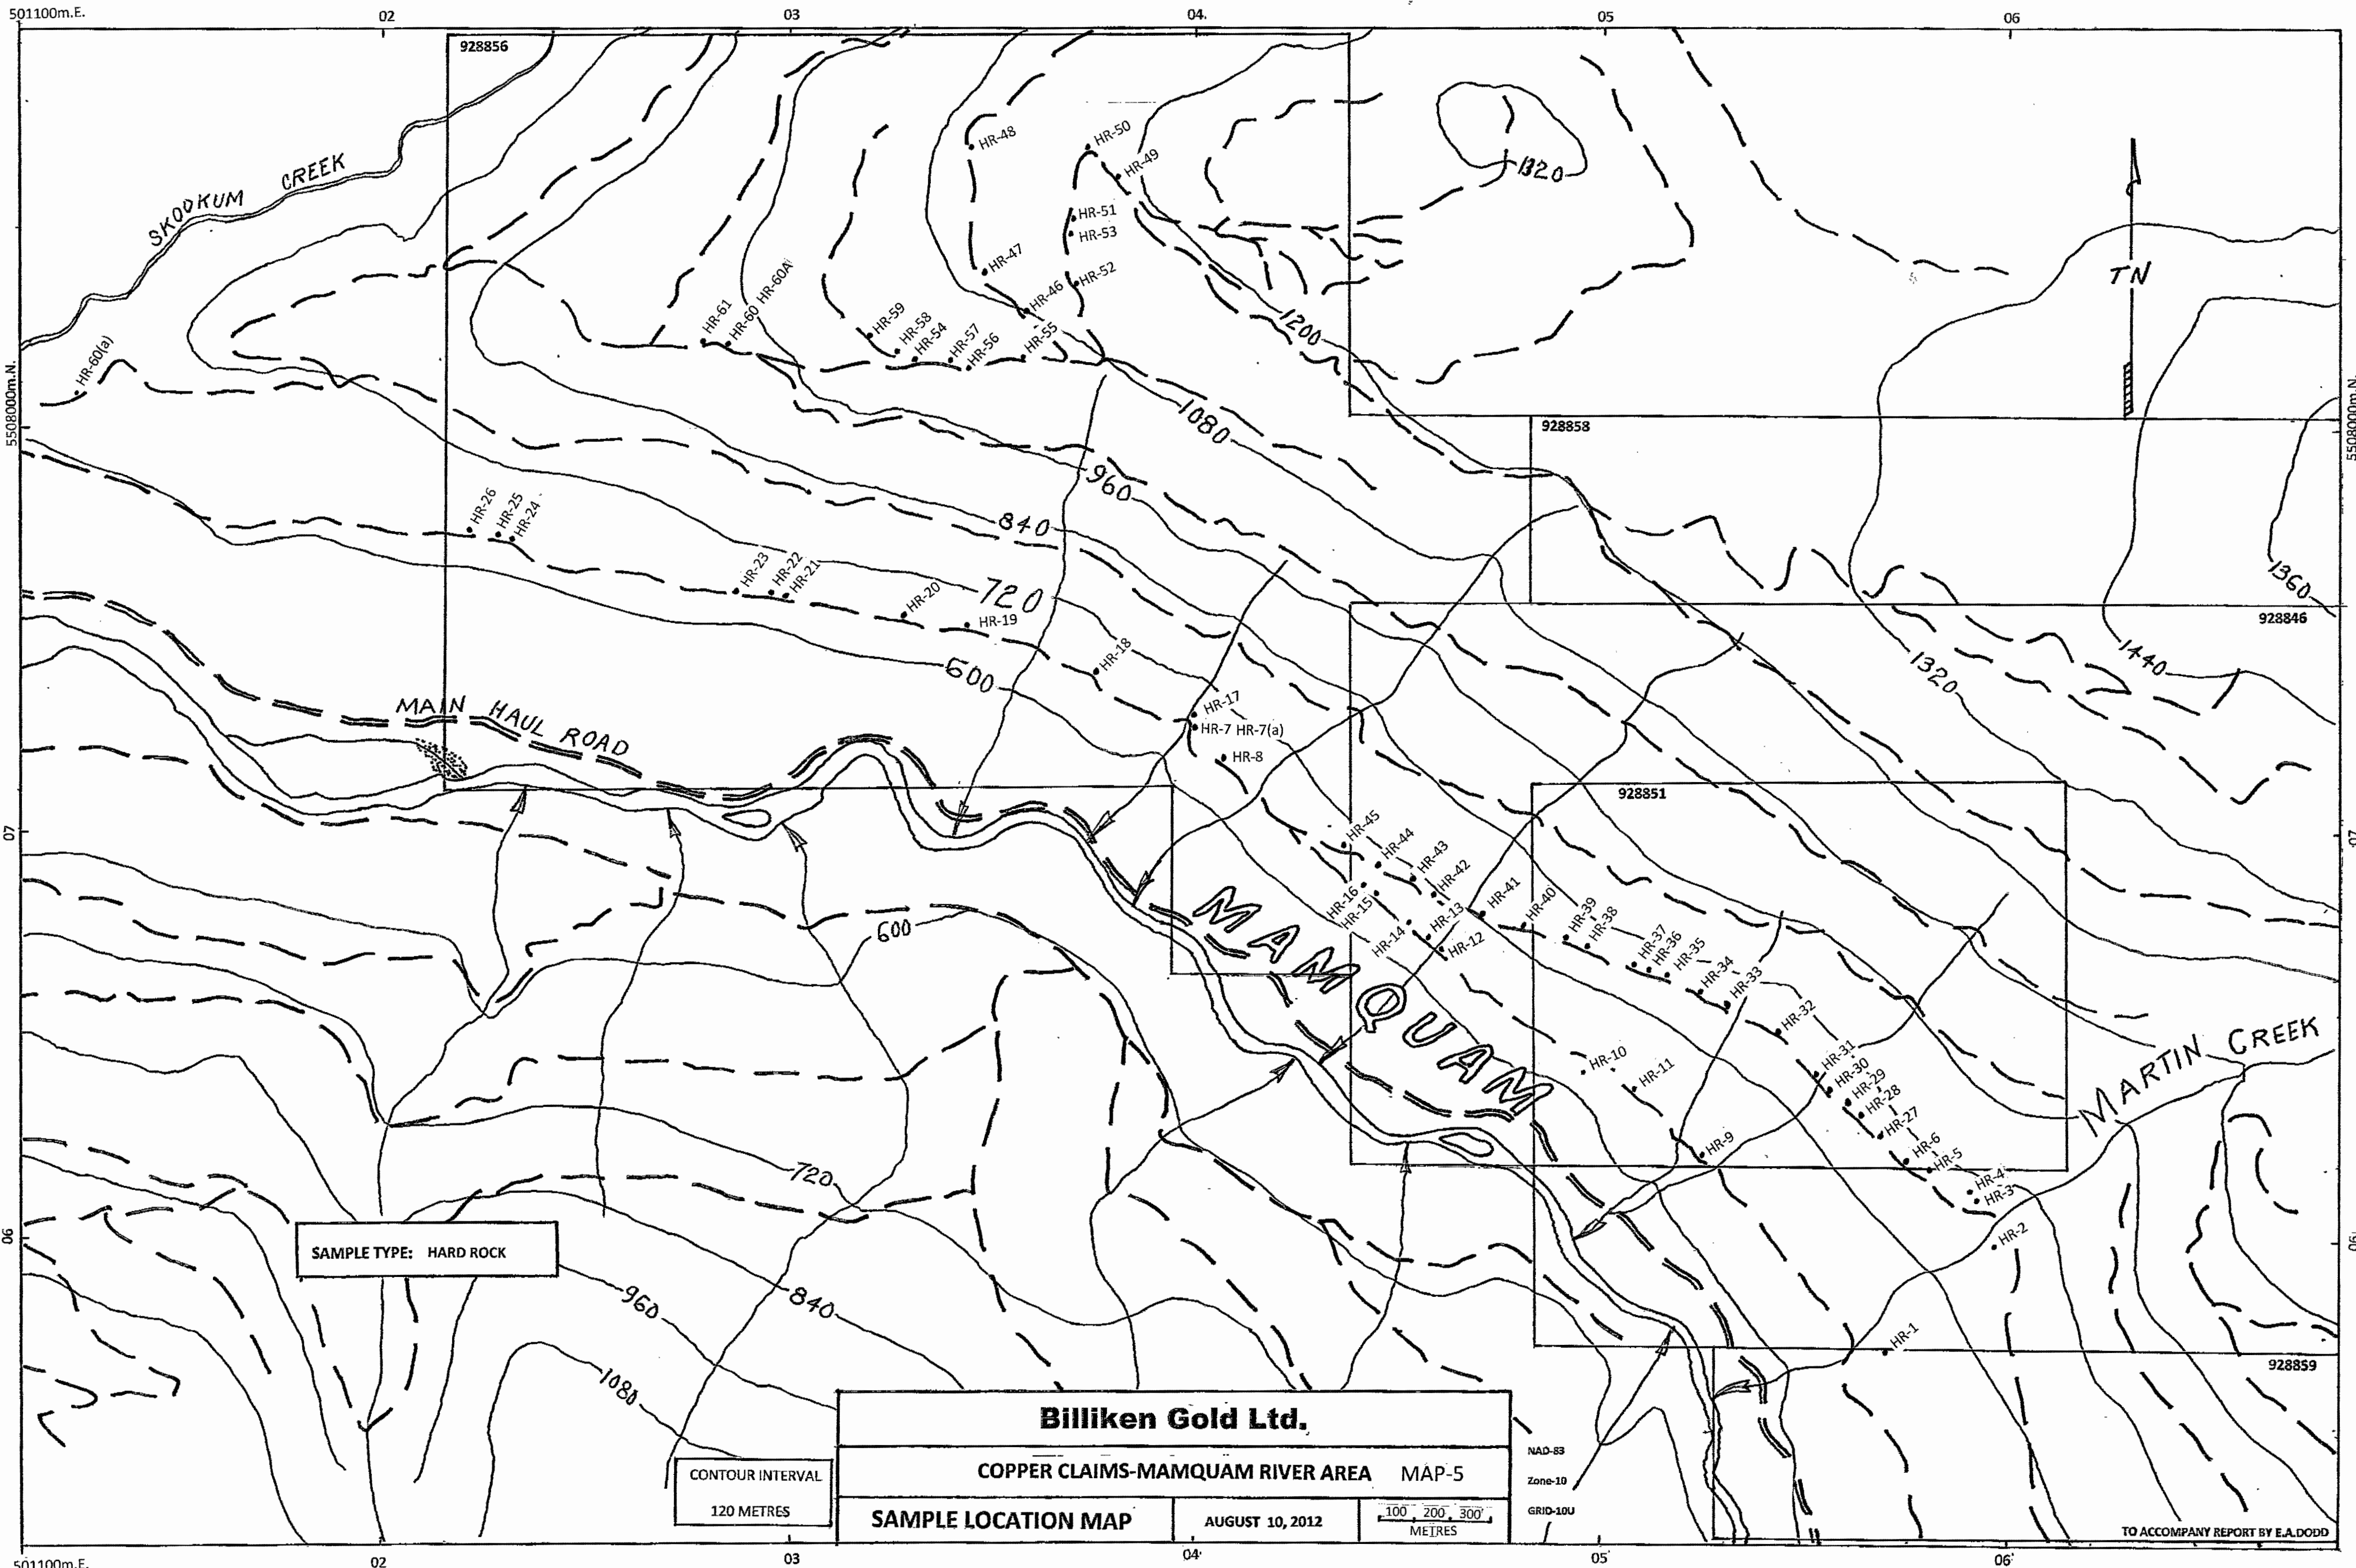 501100m.E.
02
03
04.
05
06
928856
SKOOKUM CREEK
HR-48
HR-50
HR-49
1320
HR-51
HR-53
HR-47
HR-52
TN
HR-46
HR-61
HR-60 HR-60A
HR-59
HR-58
HR-54
HR-57
HR-56
HR-55
1200
HR-60(a)
5508000m.N.
5508000m.N.
1080
928858
960
HR-26
HR-25
HR-24
840
HR-23
HR-22
HR-21
720
HR-20
HR-19
1360
928846
600
HR-18
1320
1440
MAIN HAUL ROAD
HR-17
HR-7 HR-7(a)
HR-8
928851
07
07
HR-45
HR-44
HR-43
HR-42
HR-16
HR-15
HR-41
HR-40
HR-39
HR-38
HR-14
HR-13
HR-12
600
MAMQUAM
HR-37
HR-36
HR-35
HR-34
HR-33
HR-32
HR-10
HR-11
HR-31
HR-30
HR-29
HR-28
HR-27
MARTIN CREEK
HR-9
HR-6
HR-5
720
HR-4
HR-3
06
06
HR-2
SAMPLE TYPE: HARD ROCK
960
840
HR-1
928859
1080
Billiken Gold Ltd.
COPPER CLAIMS-MAMQUAM RIVER AREA MAP-5
SAMPLE LOCATION MAP
AUGUST 10, 2012
100 200 300
METRES
CONTOUR INTERVAL
120 METRES
NAD-83
Zone-10
GRID-10U
TO ACCOMPANY REPORT BY E.A.DODD
501100m.E.
02
03
04
05
06